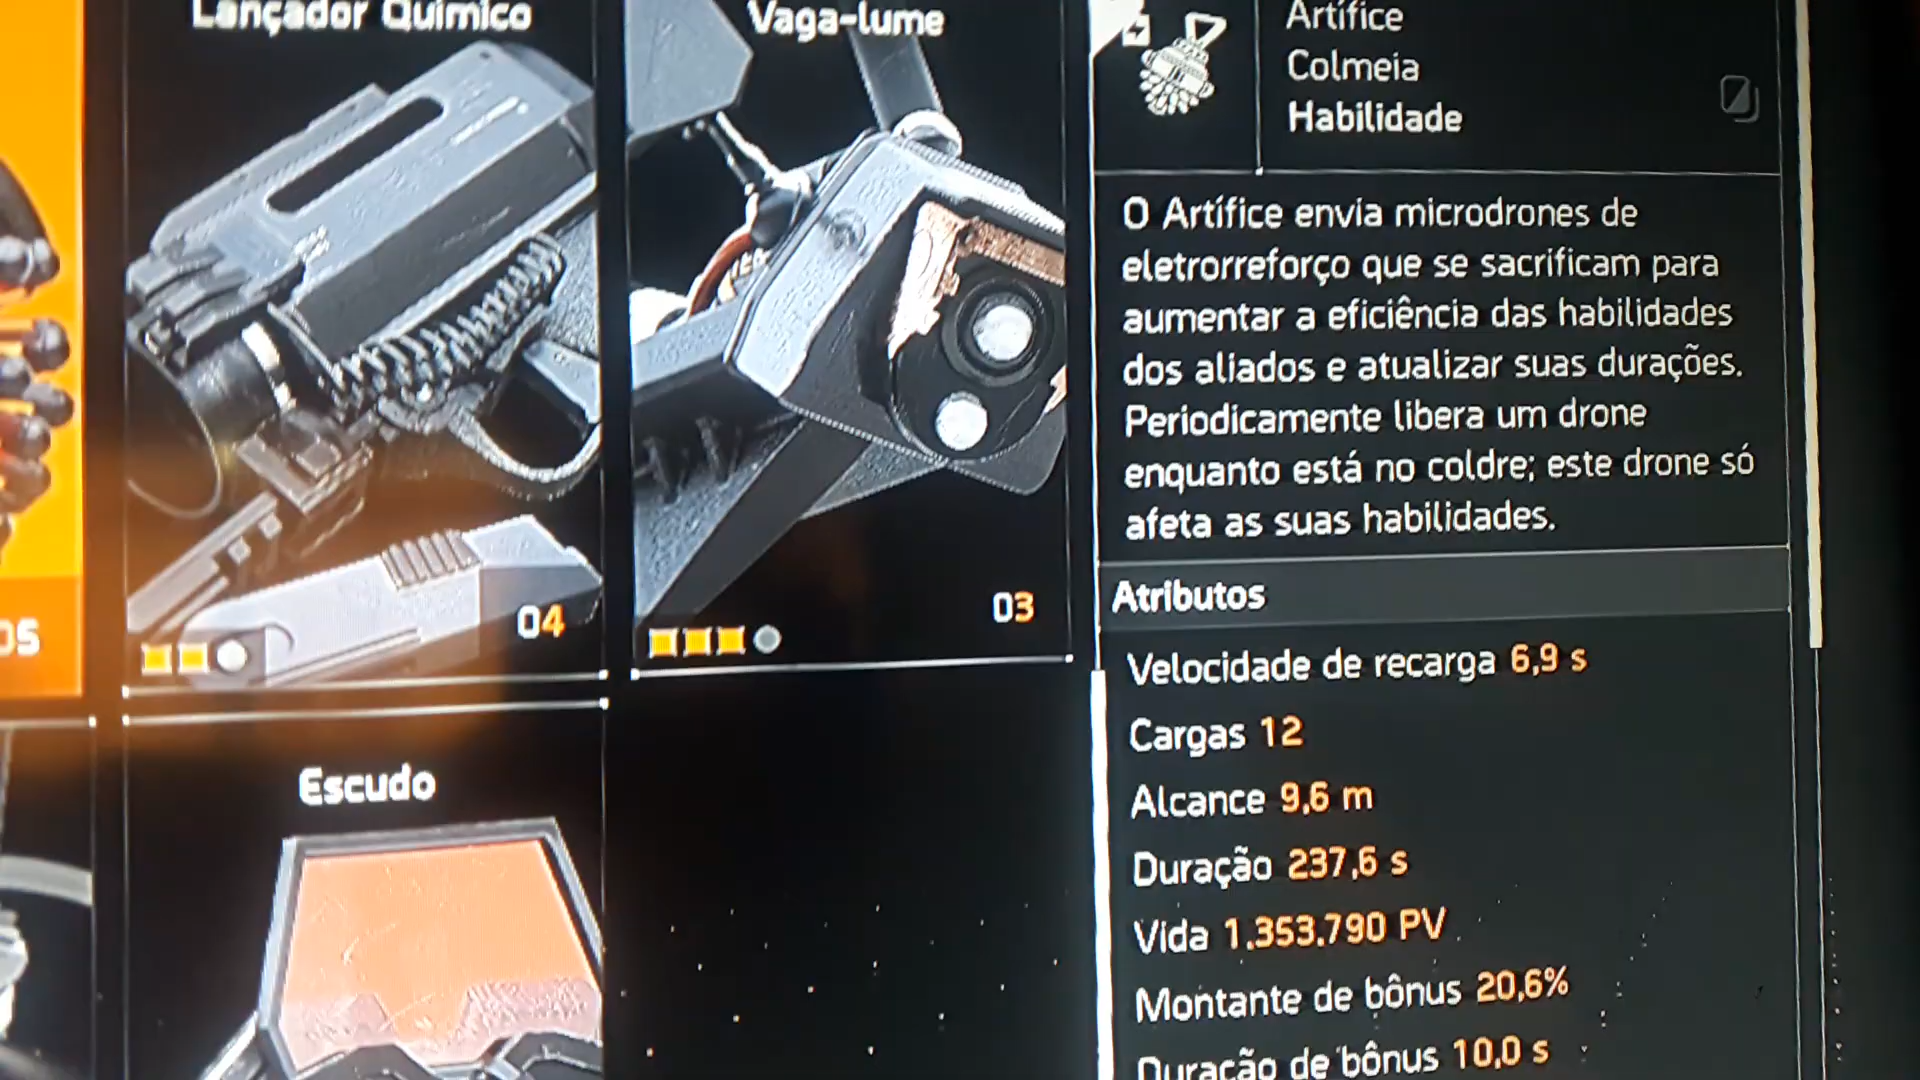 Lançador Químico
Vaga-lume
05
04
03
Escudo
Artífice
Colmeia
Habilidade
O Artífice envia microdrones de
eletrorreforço que se sacrificam para
aumentar a eficiência das habilidades
dos aliados e atualizar suas durações.
Periodicamente libera um drone
enquanto está no coldre; este drone só
afeta as suas habilidades.
Atributos
Velocidade de recarga 6,9 s
Cargas 12
Alcance 9,6 m
Duração 237,6 s
Vida 1.353.790 PV
Montante de bônus 20,6%
Duração de bônus 10,0 s